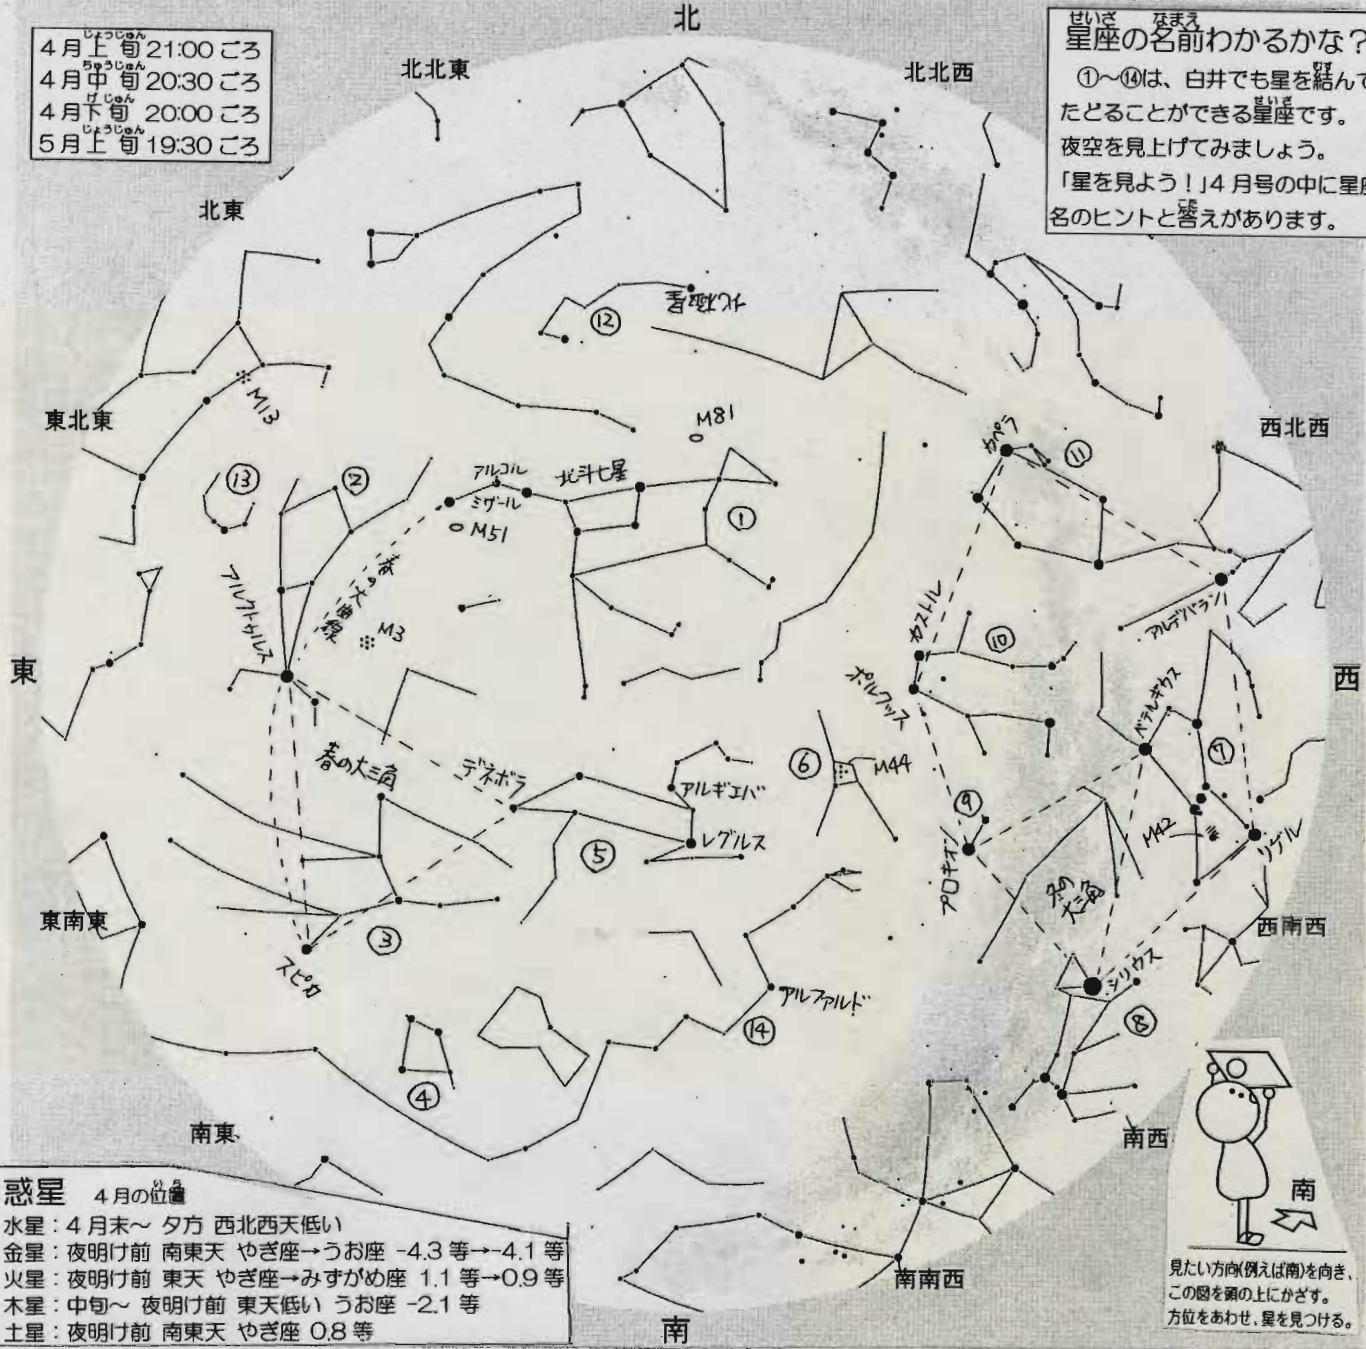 北
4月上旬21:00ごろ
4月中旬20:30ごろ
4月下旬20:00ごろ
5月上旬19:30ごろ
星座の名前わかるかな?
①~⑭は、白井でも星を結んで
たどることができる星座です。
夜空を見上げてみましょう。
「星を見よう!」4月号の中に星座
名のヒントと答えがあります。
北北東
北北西
北東
北極星
⑫
東北東
M13
M81
西北西
カペラ
⑪
⑬
②
アルコル
ミザール
北斗七星
①
M51
春の大曲線
M3
アルクトゥルス
カストル
⑩
アルデバラン
東
西
ポルックス
ベテルギウス
⑦
春の大三角
デネボラ
アルギエバ
⑥
M44
⑨
M42
リゲル
レグルス
⑤
プロキオン
冬の
大三角
東南東
西南西
③
スピカ
シリウス
アルファルド
⑭
⑧
④
南東
南西
南南西
南
惑星 4月の位置
水星:4月末~ 夕方 西北西天低い
金星:夜明け前 南東天 やぎ座→うお座 -4.3等→-4.1等
火星:夜明け前 東天 やぎ座→みずがめ座 1.1等→0.9等
木星:中旬~ 夜明け前 東天低い うお座 -2.1等
土星:夜明け前 南東天 やぎ座 0.8等
南
見たい方向(例えば南)を向き、
この図を頭の上にかざす。
方位をあわせ、星を見つける。